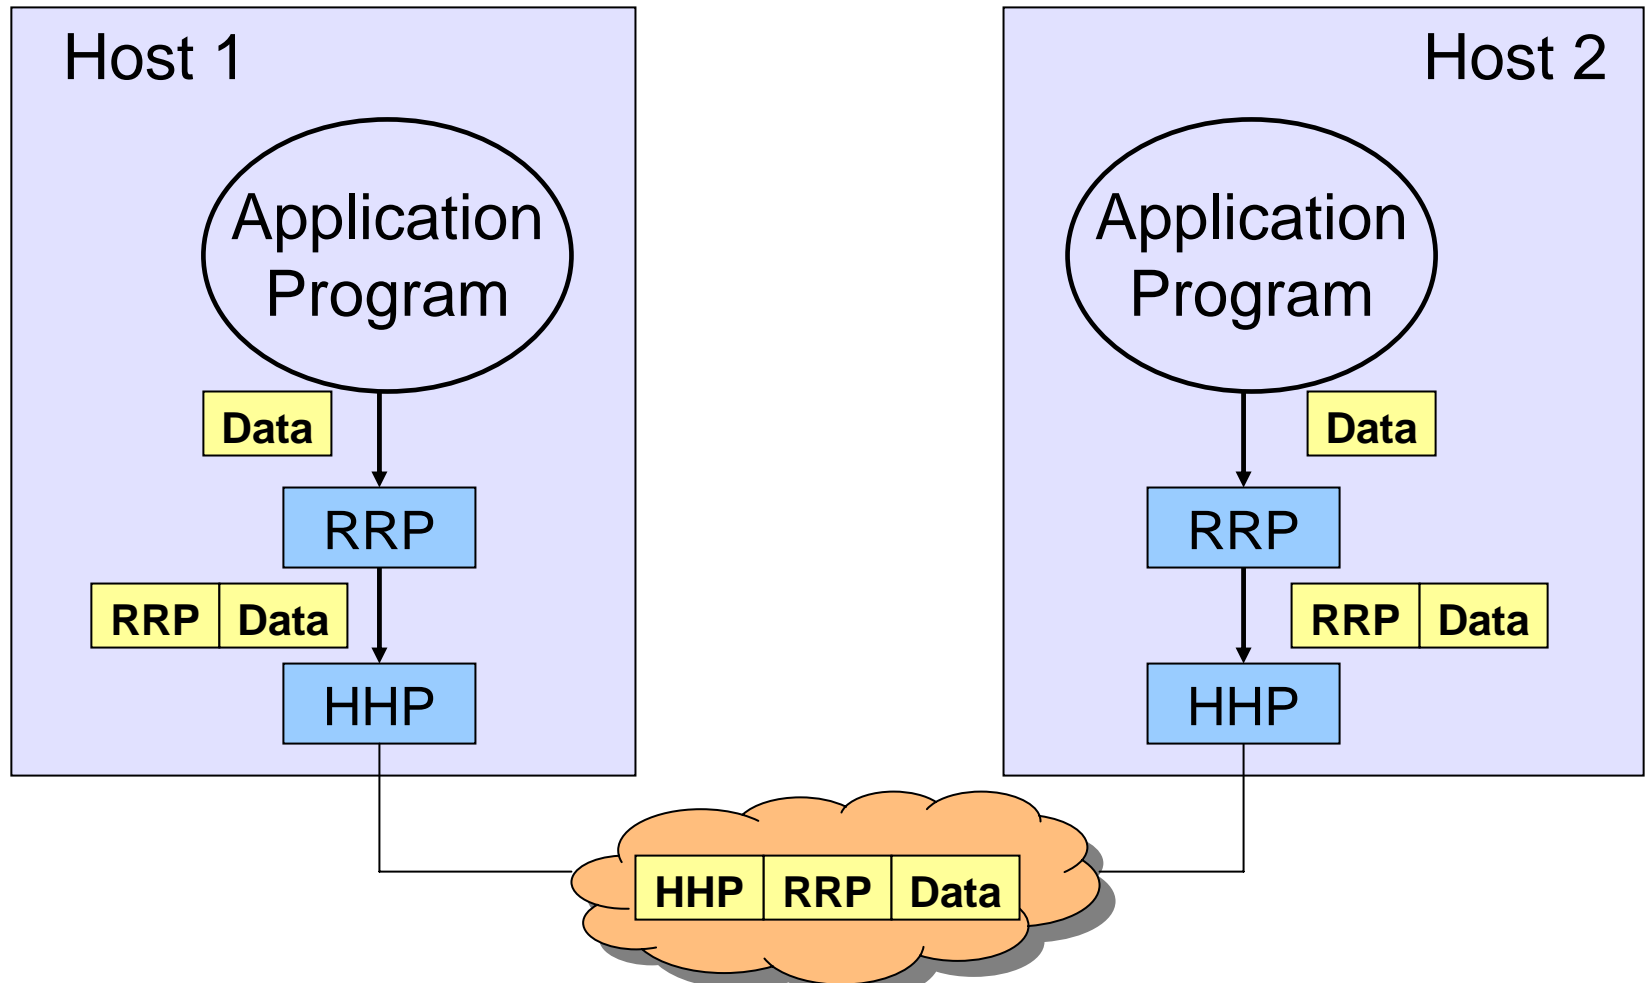 Host 1
Application
Program
Data
RRP
RRP Data
HHP
Host 2
Application
Program
Data
RRP
RRP Data
HHP
HHP RRP Data